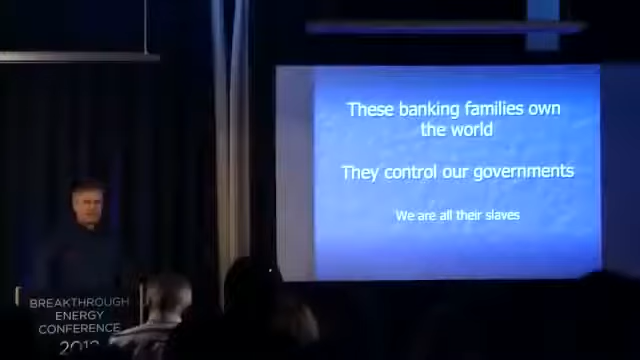 These banking families own
the world
They control our governments
We are all their slaves
BREAKTHROUGH
ENERGY
CONFERENCE